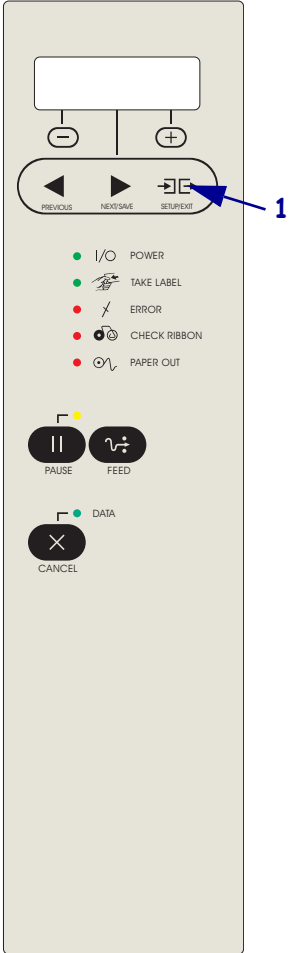 PREVIOUS NEXT/SAVE SETUP/EXIT
1
I/O POWER
TAKE LABEL
ERROR
CHECK RIBBON
PAPER OUT
PAUSE FEED
DATA
CANCEL